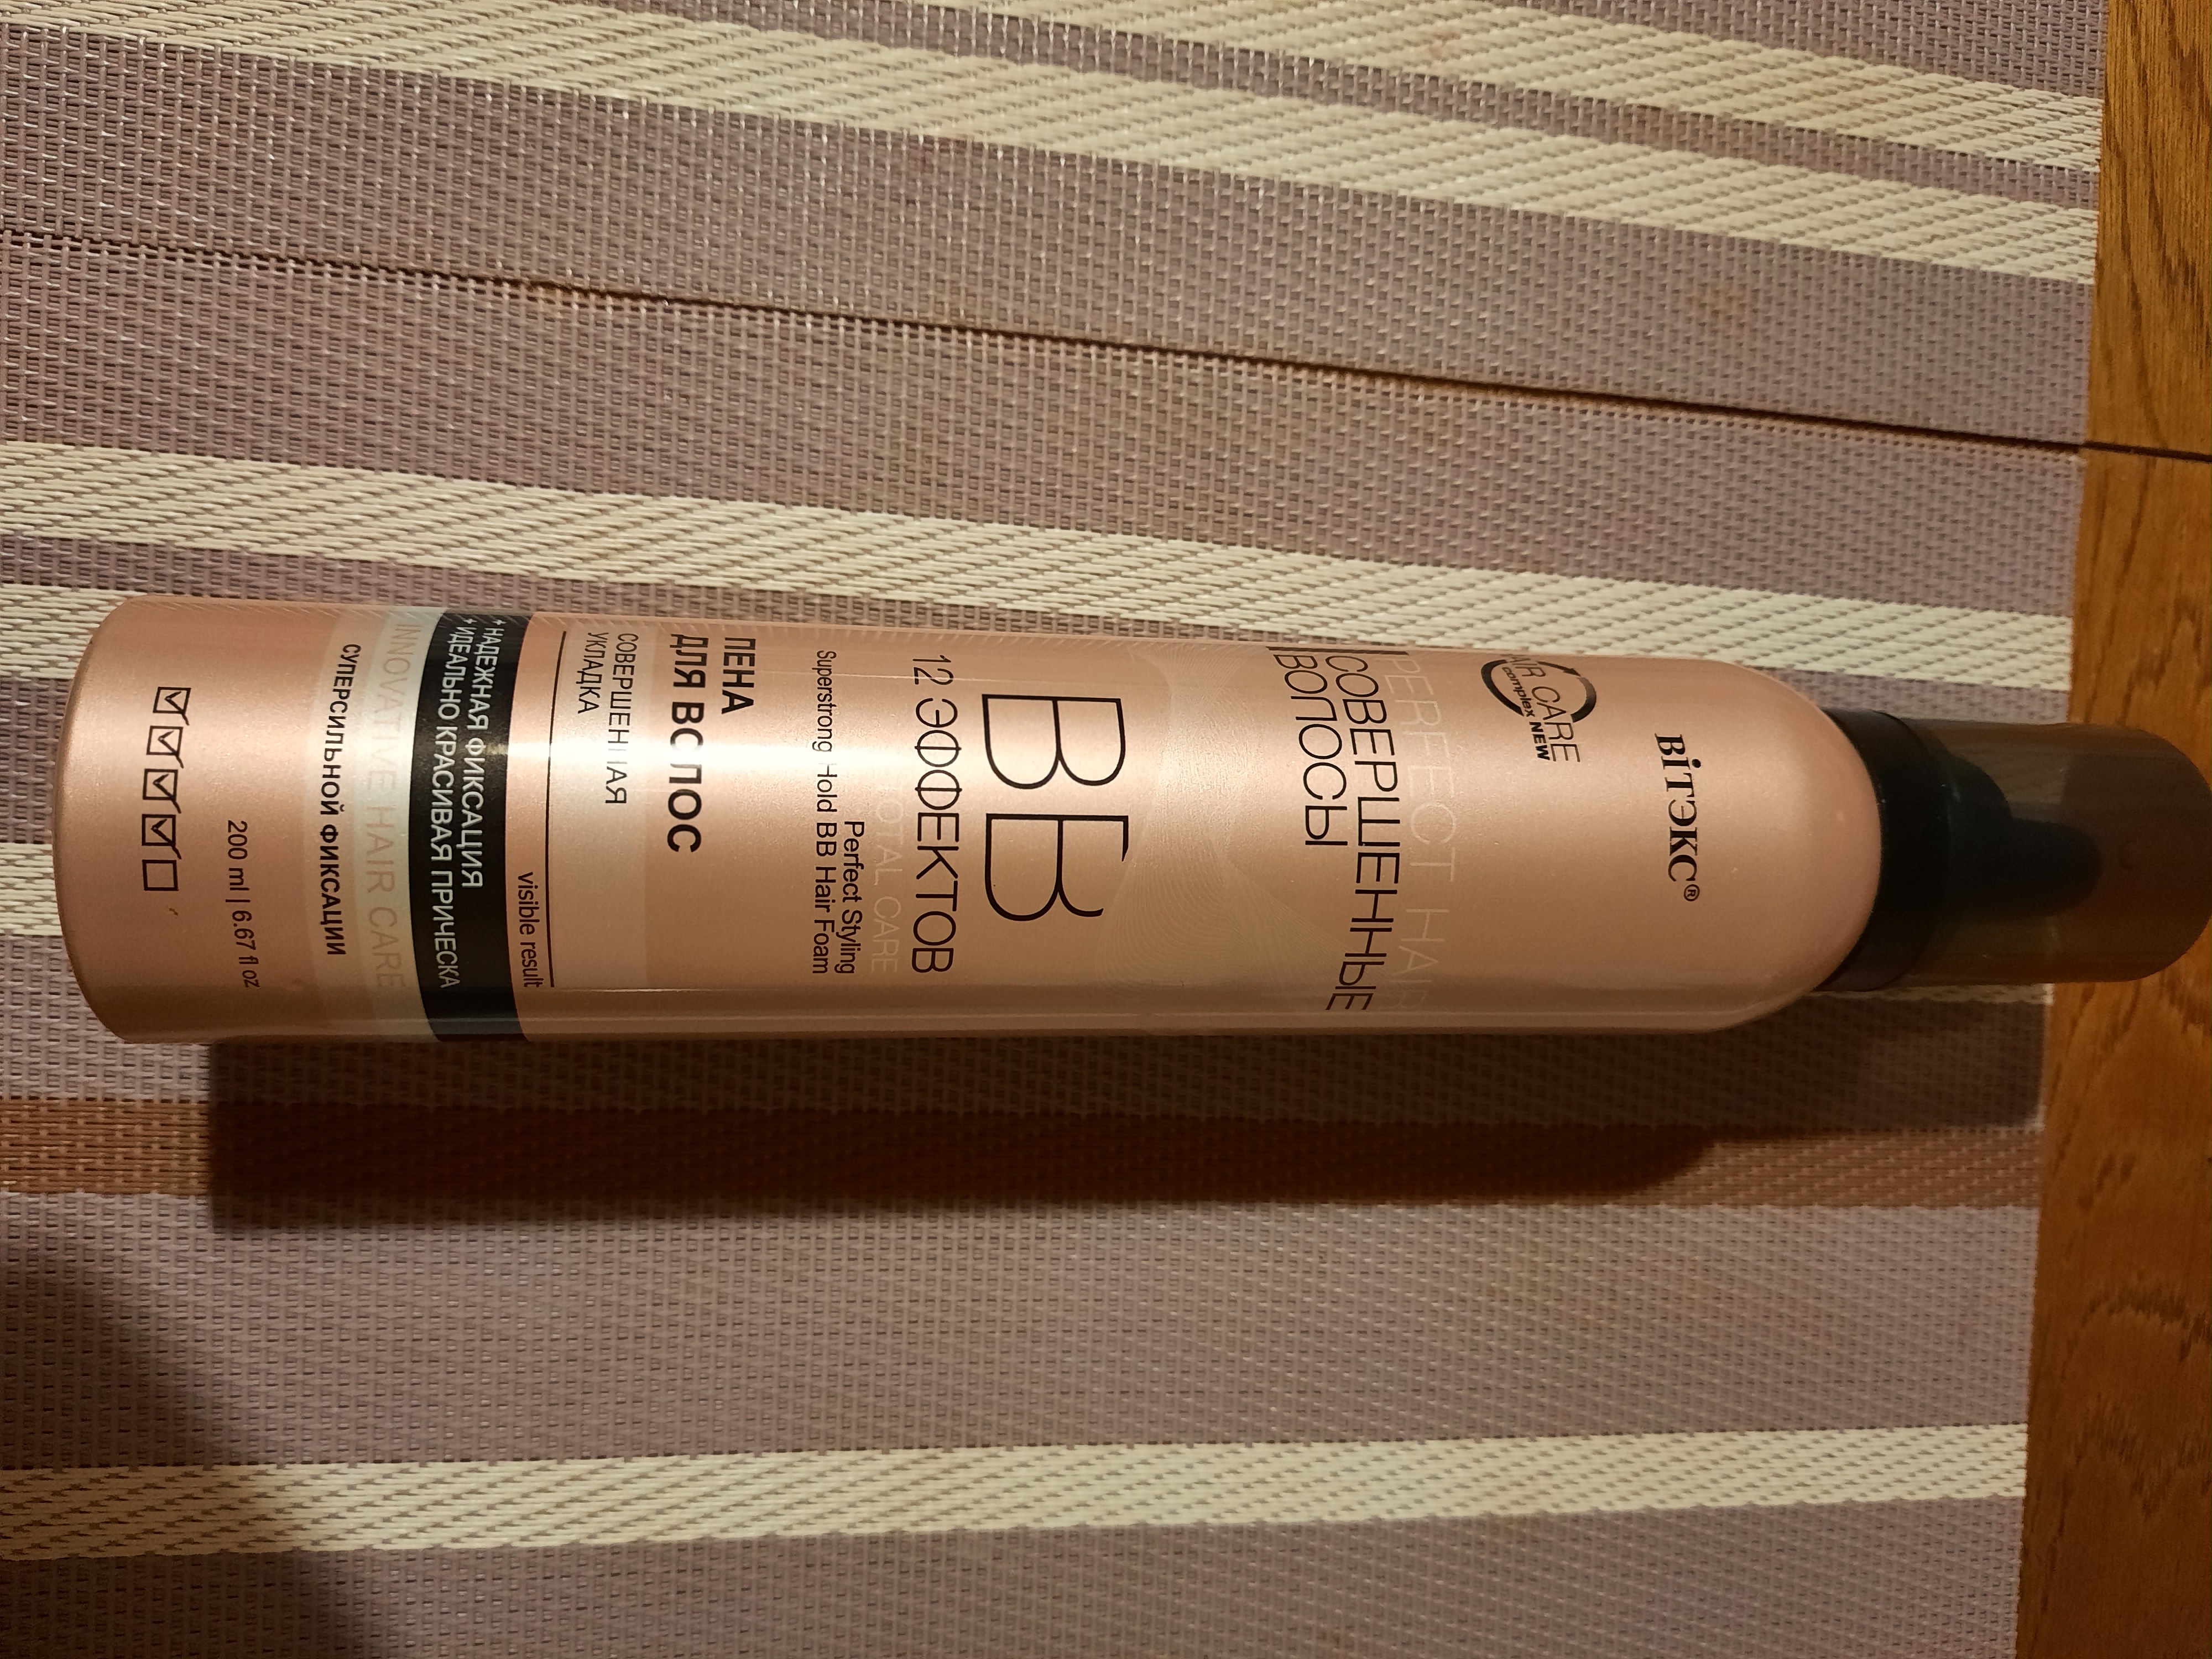 ВІТЭКС®
HAIR CARE
complex NEW
PERFECT HAIR
СОВЕРШЕННЫЕ
ВОЛОСЫ
BB
12 ЭФФЕКТОВ
TOTAL CARE
Perfect Styling
Superstrong Hold BB Hair Foam
ПЕНА
ДЛЯ ВОЛОС
СОВЕРШЕННАЯ
УКЛАДКА
visible result
* НАДЕЖНАЯ ФИКСАЦИЯ
* ИДЕАЛЬНО КРАСИВАЯ ПРИЧЕСКА
INNOVATIVE HAIR CARE
СУПЕРСИЛЬНОЙ ФИКСАЦИИ
200 ml | 6.67 fl oz